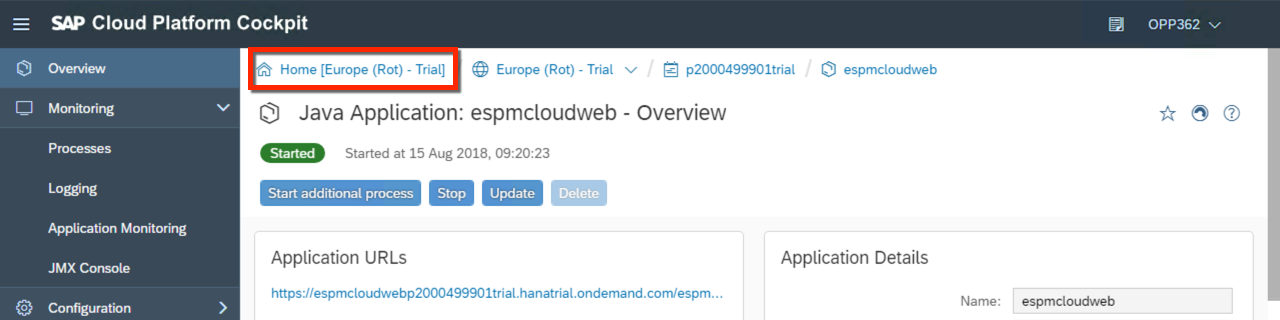 SAP Cloud Platform Cockpit
OPP362
Overview
Monitoring
Processes
Logging
Application Monitoring
JMX Console
Configuration
Home [Europe (Rot) - Trial]
Europe (Rot) - Trial / p2000499901trial / espmcloudweb
Java Application: espmcloudweb - Overview
Started
Started at 15 Aug 2018, 09:20:23
Start additional process
Stop
Update
Delete
Application URLs
https://espmcloudwebp2000499901trial.hanatrial.ondemand.com/espm...
Application Details
Name: espmcloudweb